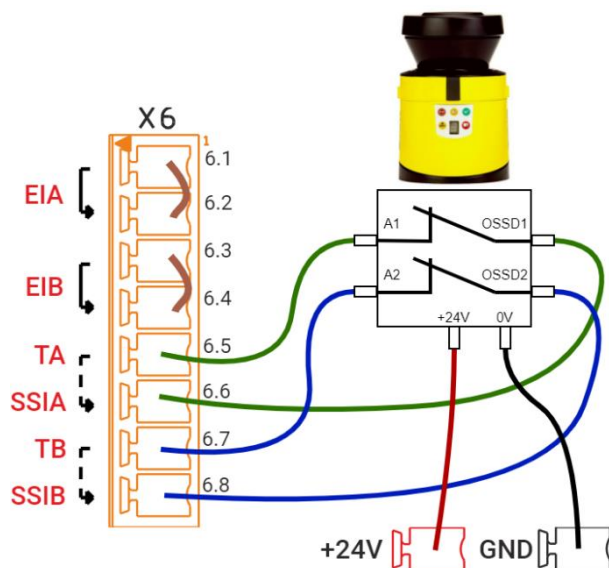 X6
1
6.1
EIA
6.2
6.3
EIB
6.4
TA
6.5
SSIA
6.6
TB
6.7
SSIB
6.8
A1 OSSD1
A2 OSSD2
+24V 0V
+24V GND